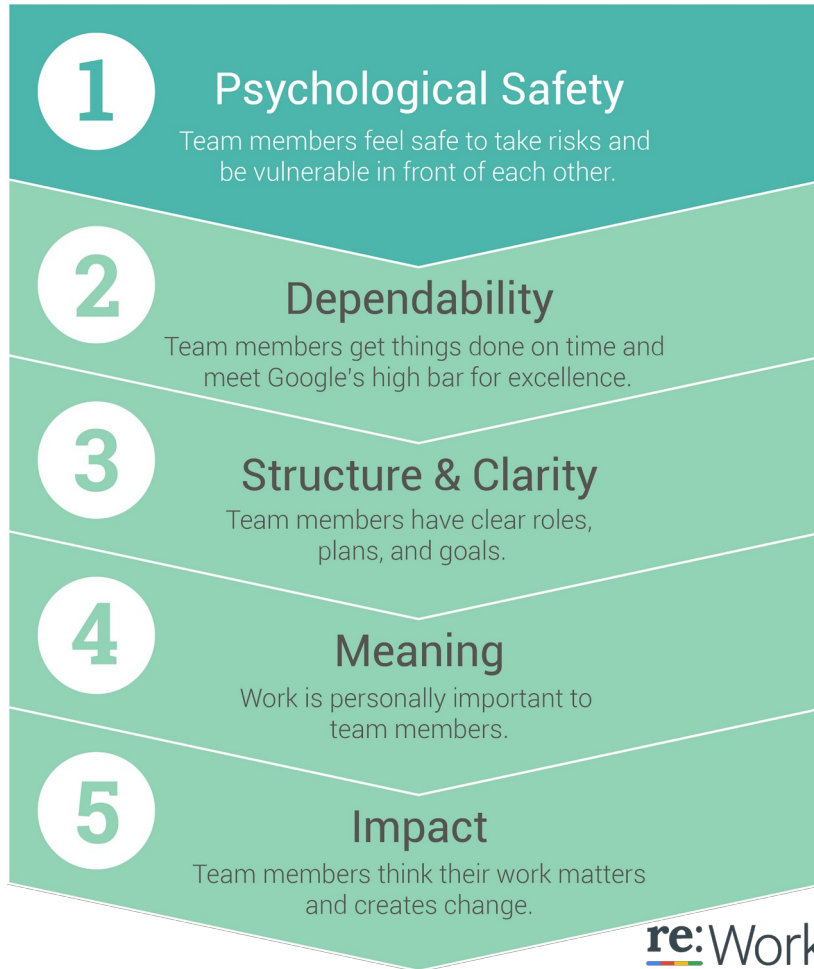 1
Psychological Safety
Team members feel safe to take risks and
be vulnerable in front of each other.
2
Dependability
Team members get things done on time and
meet Google's high bar for excellence.
3
Structure & Clarity
Team members have clear roles,
plans, and goals.
4
Meaning
Work is personally important to
team members.
5
Impact
Team members think their work matters
and creates change.
re:Work